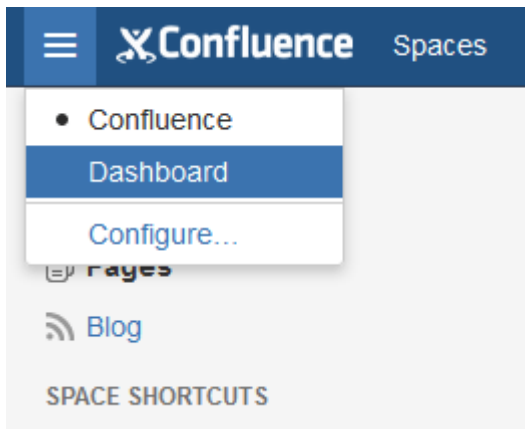 Confluence Spaces
Confluence
Dashboard
Configure...
Pages
Blog
SPACE SHORTCUTS